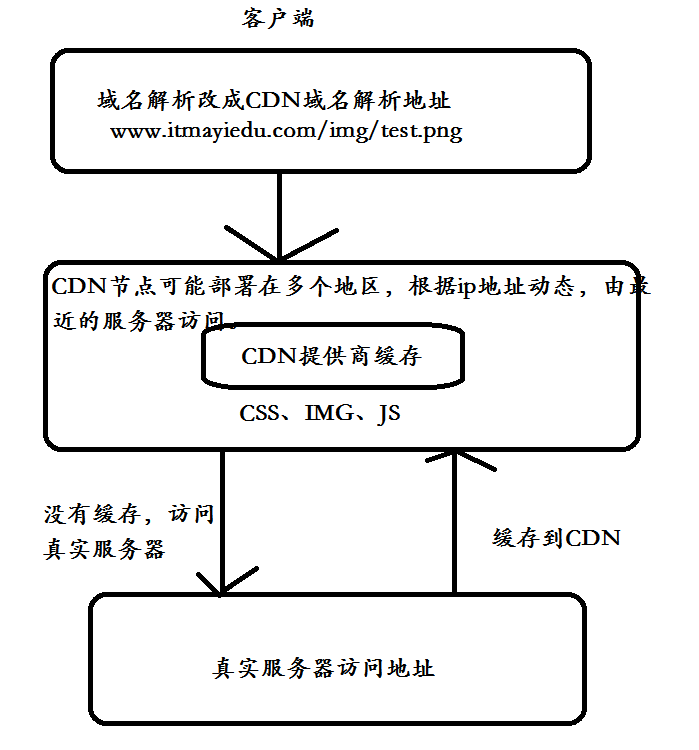 客户端
域名解析改成CDN域名解析地址
www.itmayiedu.com/img/test.png
CDN节点可能部署在多个地区，根据ip地址动态，由最
近的服务器访问。
CDN提供商缓存
CSS、IMG、JS
没有缓存，访问
真实服务器
缓存到CDN
真实服务器访问地址